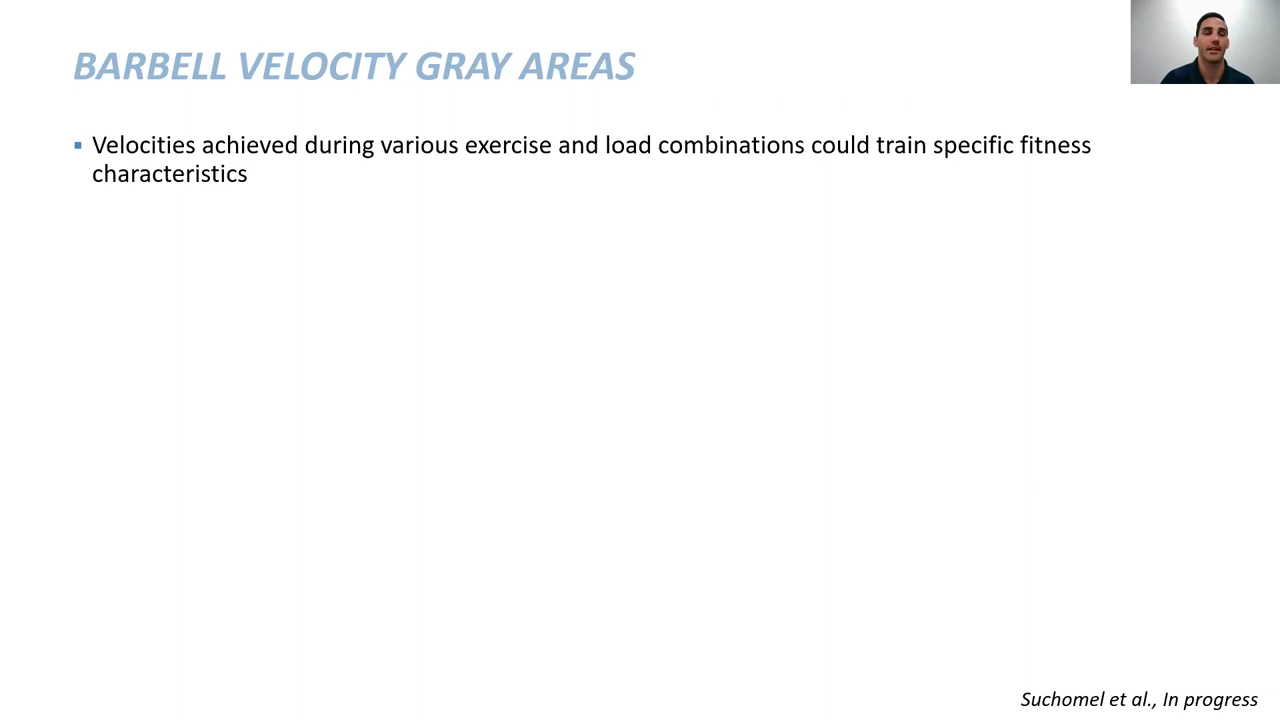 BARBELL VELOCITY GRAY AREAS
Velocities achieved during various exercise and load combinations could train specific fitness
characteristics
Suchomel et al., In progress